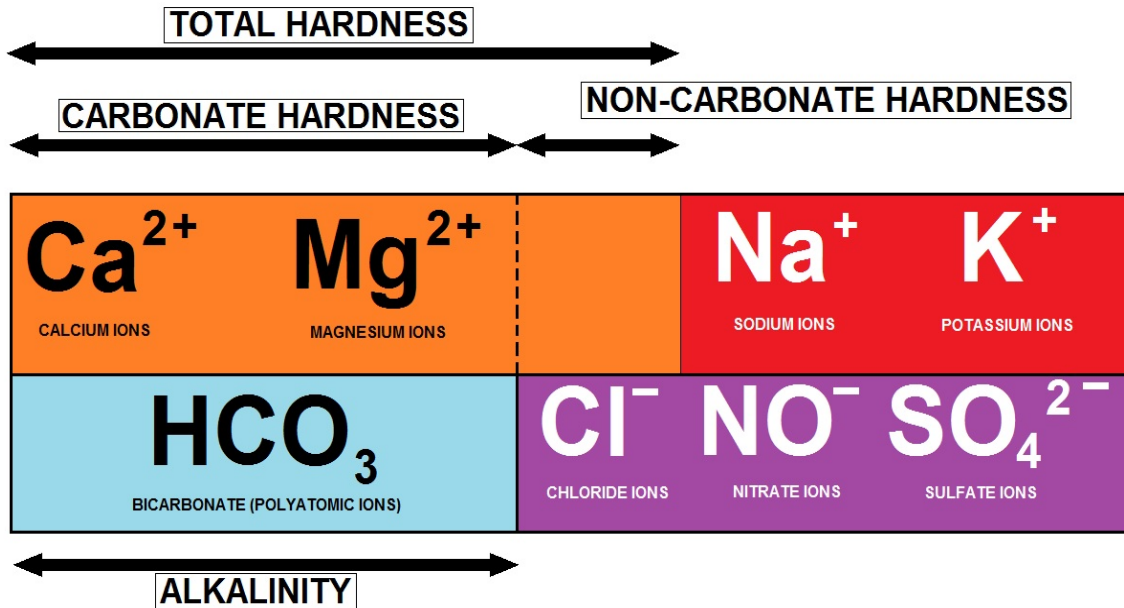 TOTAL HARDNESS
CARBONATE HARDNESS
NON-CARBONATE HARDNESS
Ca²⁺
Mg²⁺
Na⁺
K⁺
CALCIUM IONS
MAGNESIUM IONS
SODIUM IONS
POTASSIUM IONS
HCO₃
Cl⁻
NO⁻
SO₄²⁻
BICARBONATE (POLYATOMIC IONS)
CHLORIDE IONS
NITRATE IONS
SULFATE IONS
ALKALINITY